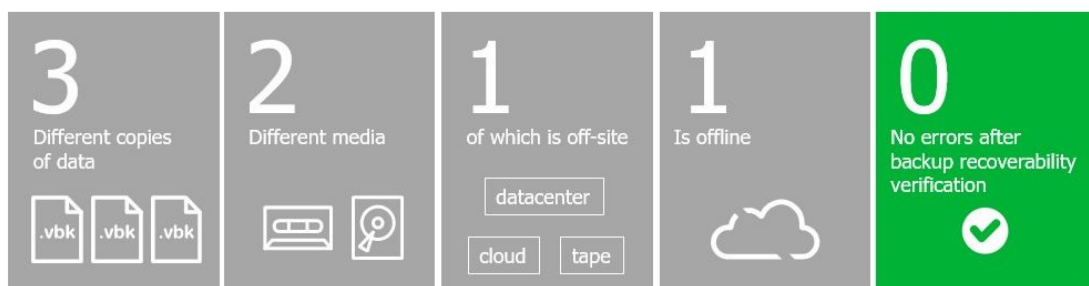 3
Different copies
of data
.vbk
.vbk
.vbk
2
Different media
1
of which is off-site
datacenter
cloud
tape
1
Is offline
0
No errors after
backup recoverability
verification